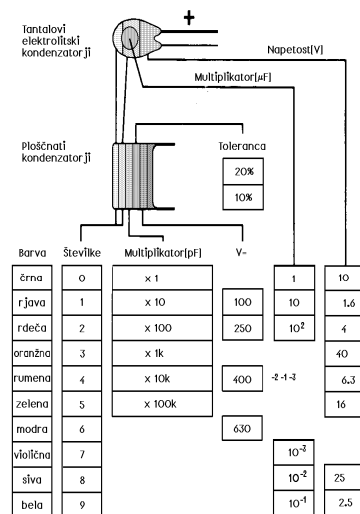 +
Tantalovi
elektrolitski
kondenzatorji
Napetost[V]
Multiplikator[µF]
Ploščnati
kondenzatorji
Toleranca
20%
10%
Barva Številke Multiplikator[pF] V-
črna 0 x 1 1 10
rjava 1 x 10 100 10 1.6
rdeča 2 x 100 250 10² 4
oranžna 3 x 1k 40
rumena 4 x 10k 400 -2 -1 -3 6.3
zelena 5 x 100k 16
modra 6 630
violična 7 10⁻³
siva 8 10⁻² 25
bela 9 10⁻¹ 2.5